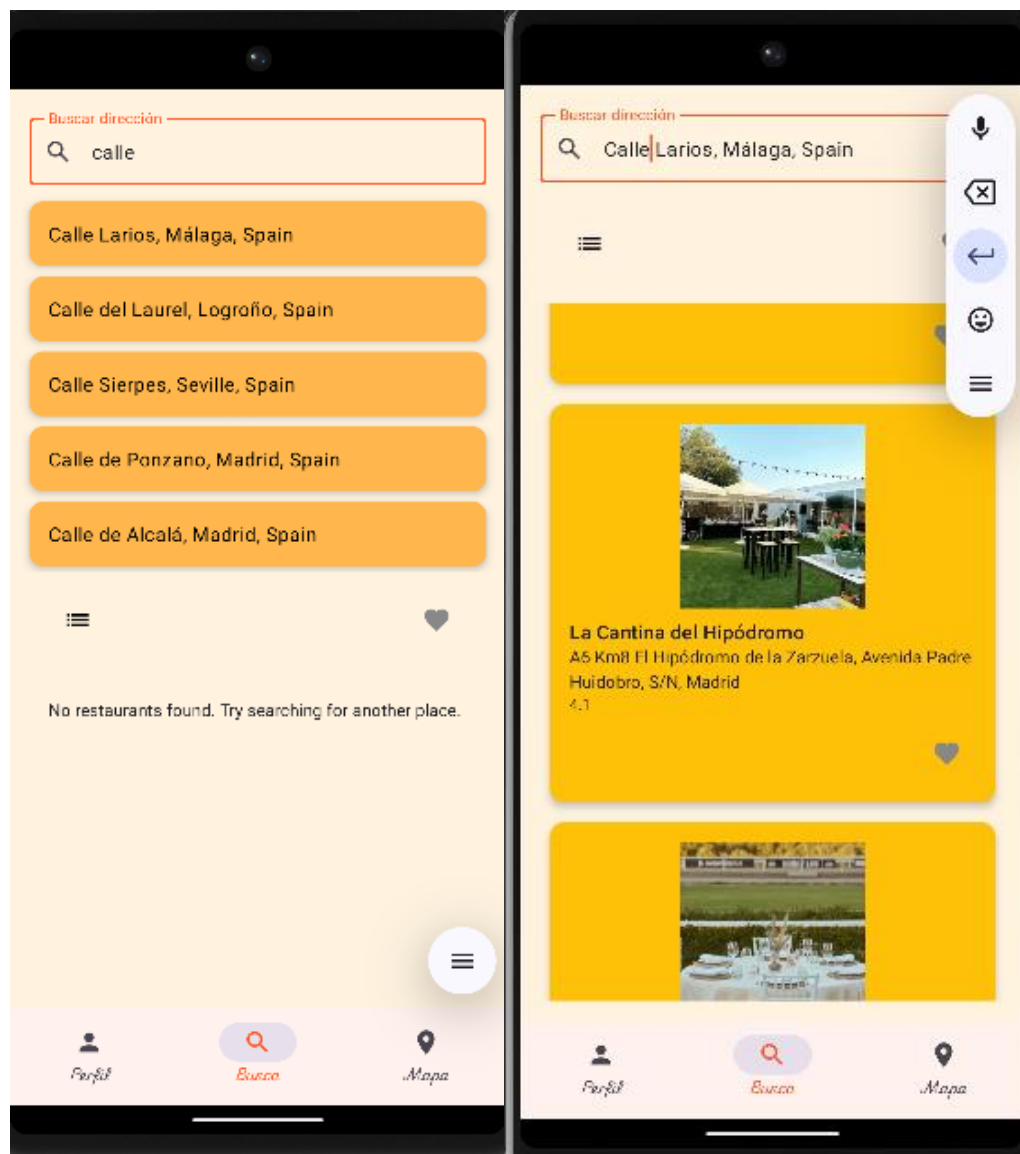 Buscar dirección
calle
Calle Larios, Málaga, Spain
Calle del Laurel, Logroño, Spain
Calle Sierpes, Seville, Spain
Calle de Ponzano, Madrid, Spain
Calle de Alcalá, Madrid, Spain
No restaurants found. Try searching for another place.
Perfil
Busca
Mapa
Buscar dirección
Calle Larios, Málaga, Spain
La Cantina del Hipódromo
A6 Km8 El Hipódromo de la Zarzuela, Avenida Padre
Huidobro, S/N, Madrid
4.1
Perfil
Busca
Mapa